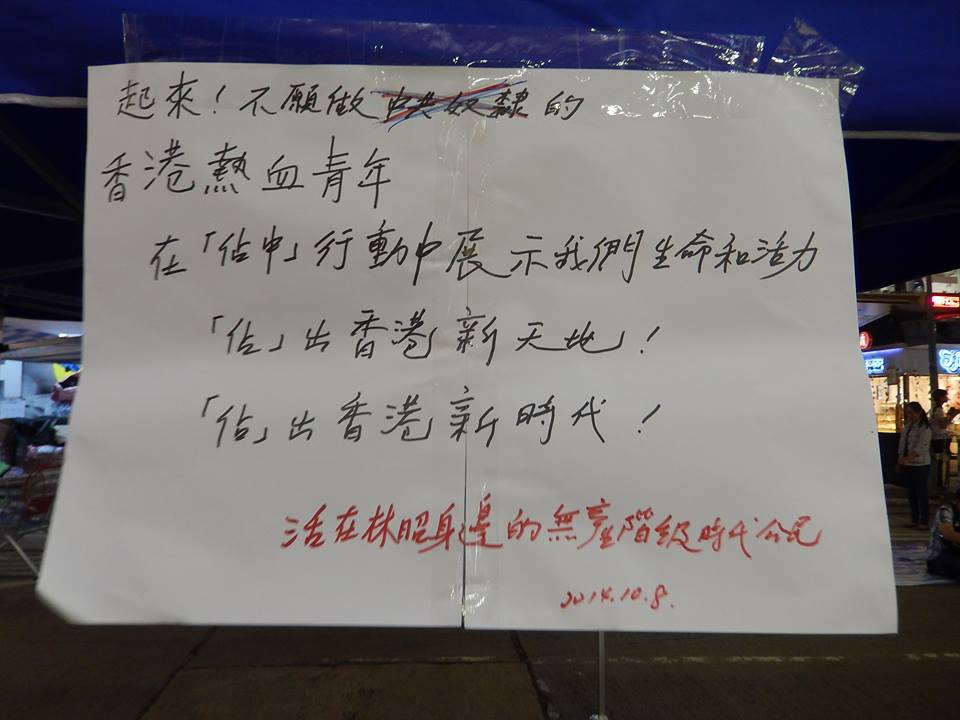 起來！不願做中共奴隸的
香港熱血青年
在「佔中」行動中展示我們生命和活力
「佔」出香港新天地！
「佔」出香港新時代！
活在林昭身邊的無產階級時代公民
2014.10.8.